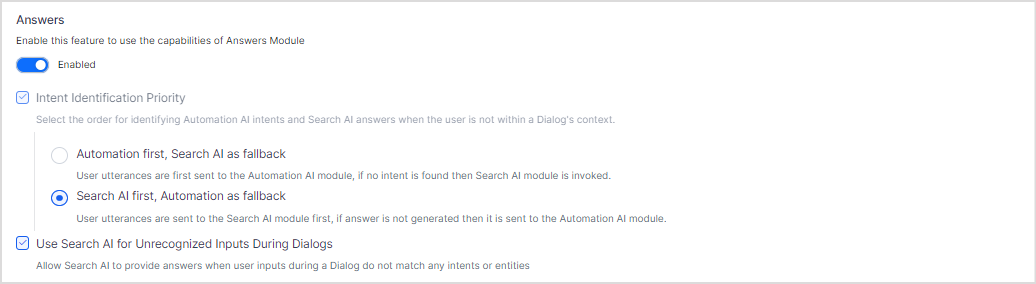 Answers
Enable this feature to use the capabilities of Answers Module
Enabled
Intent Identification Priority
Select the order for identifying Automation AI intents and Search AI answers when the user is not within a Dialog's context.
Automation first, Search AI as fallback
User utterances are first sent to the Automation AI module, if no intent is found then Search AI module is invoked.
Search AI first, Automation as fallback
User utterances are sent to the Search AI module first, if answer is not generated then it is sent to the Automation AI module.
Use Search AI for Unrecognized Inputs During Dialogs
Allow Search AI to provide answers when user inputs during a Dialog do not match any intents or entities